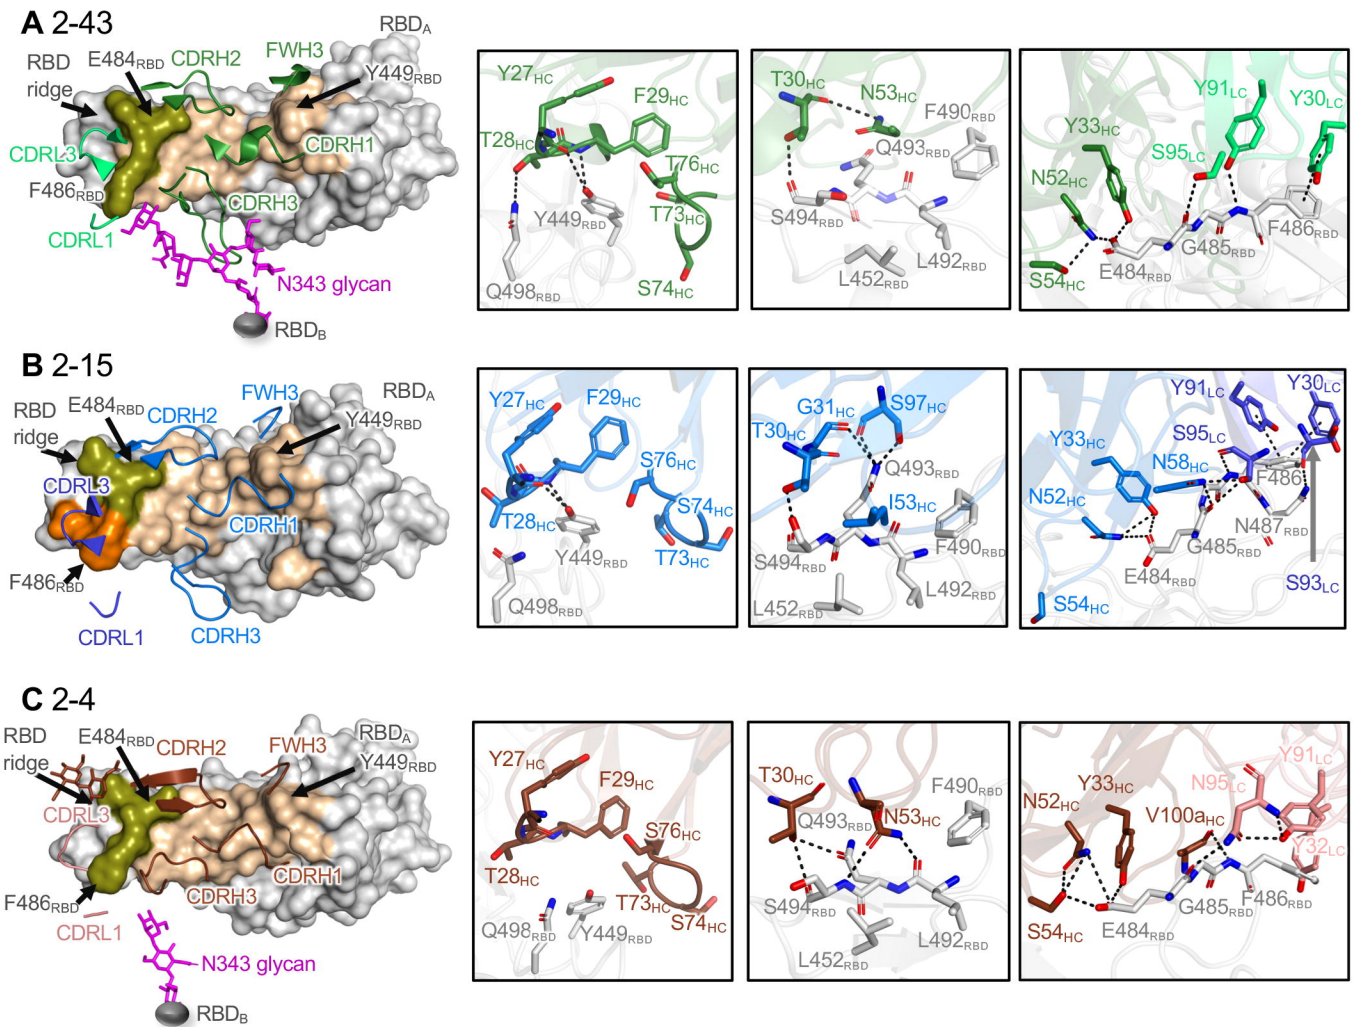 A 2-43
RBD
ridge
E484RBD
CDRH2
FWH3
RBDA
Y449RBD
CDRL3
CDRH1
F486RBD
CDRH3
CDRL1
N343 glycan
RBDB
Y27HC
F29HC
T28HC
T76HC
T73HC
Y449RBD
S74HC
Q498RBD
T30HC
N53HC
F490RBD
Q493RBD
S494RBD
L492RBD
L452RBD
Y91LC
Y30LC
Y33HC
S95LC
N52HC
F486RBD
G485RBD
E484RBD
S54HC
B 2-15
RBD
ridge
E484RBD
CDRH2
FWH3
RBDA
Y449RBD
CDRL3
CDRH1
F486RBD
CDRL1
CDRH3
Y27HC
F29HC
S76HC
S74HC
T28HC
T73HC
Y449RBD
Q498RBD
G31HC
S97HC
T30HC
Q493RBD
I53HC
S494RBD
F490RBD
L492RBD
L452RBD
Y91LC
Y30LC
Y33HC
S95LC
N58HC
F486
N52HC
N487RBD
G485RBD
E484RBD
S93LC
S54HC
C 2-4
RBD
ridge
E484RBD
CDRH2
FWH3
RBDA
Y449RBD
CDRL3
CDRH1
CDRH3
F486RBD
CDRL1
N343 glycan
RBDB
Y27HC
F29HC
S76HC
T28HC
T73HC
S74HC
Q498RBD
Y449RBD
T30HC
F490RBD
Q493RBD
N53HC
S494RBD
L492RBD
L452RBD
Y91LC
N95LC
N52HC
Y33HC
V100aHC
Y32LC
F486RBD
G485RBD
E484RBD
S54HC